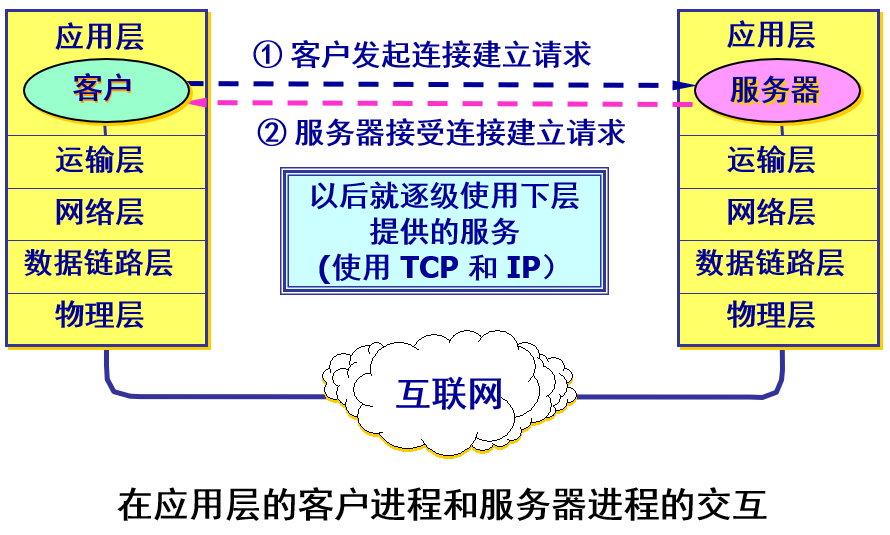 应用层
客户
运输层
网络层
数据链路层
物理层
① 客户发起连接建立请求
② 服务器接受连接建立请求
以后就逐级使用下层
提供的服务
(使用 TCP 和 IP）
应用层
服务器
运输层
网络层
数据链路层
物理层
互联网
在应用层的客户进程和服务器进程的交互